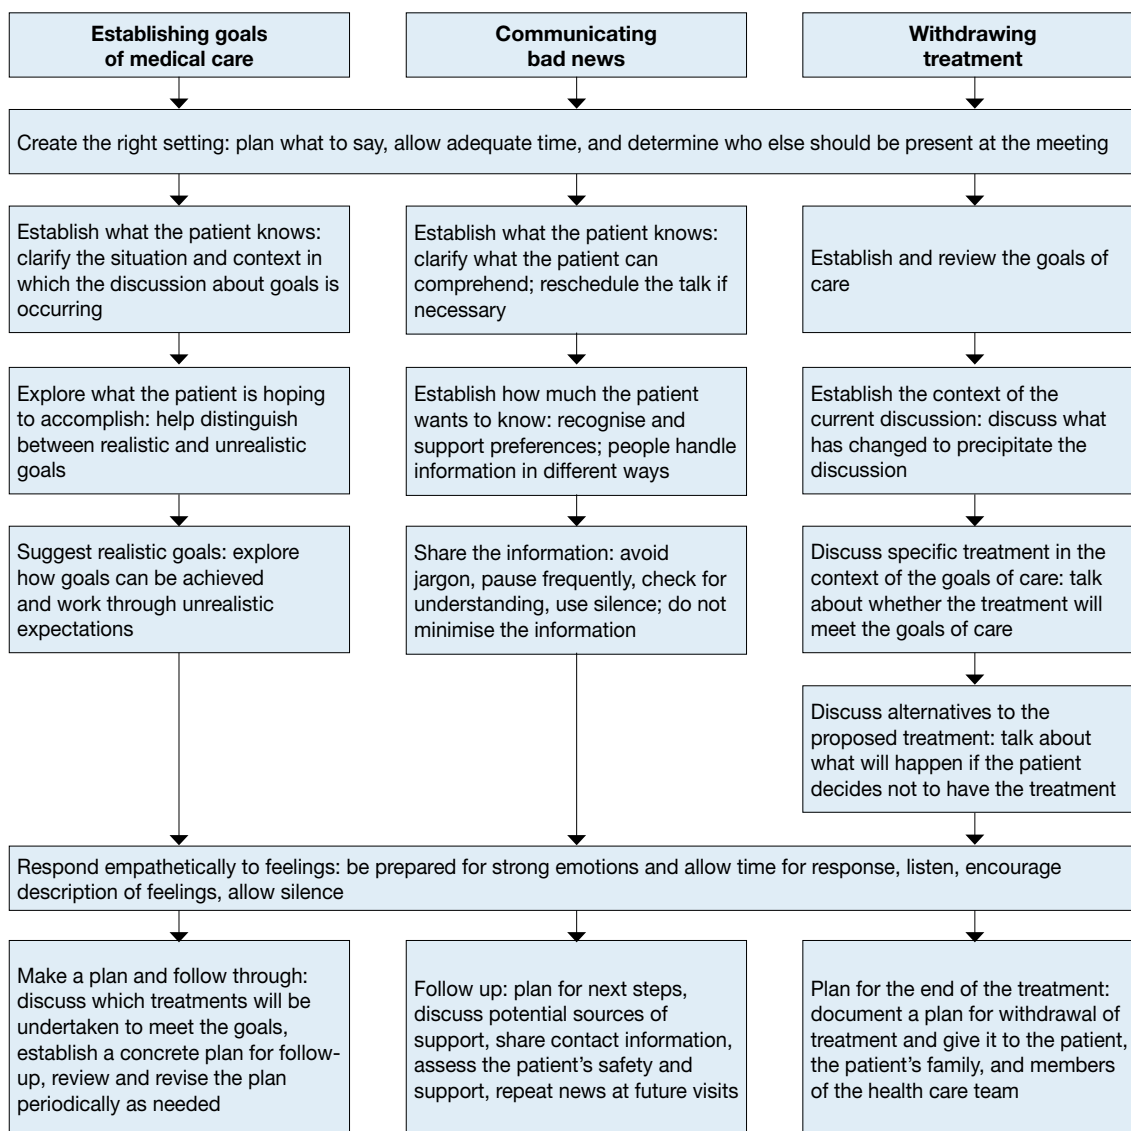 Establishing goals
of medical care
Communicating
bad news
Withdrawing
treatment
Create the right setting: plan what to say, allow adequate time, and determine who else should be present at the meeting
Establish what the patient knows:
clarify the situation and context in
which the discussion about goals is
occurring
Establish what the patient knows:
clarify what the patient can
comprehend; reschedule the talk if
necessary
Establish and review the goals of
care
Explore what the patient is hoping
to accomplish: help distinguish
between realistic and unrealistic
goals
Establish how much the patient
wants to know: recognise and
support preferences; people handle
information in different ways
Establish the context of the
current discussion: discuss what
has changed to precipitate the
discussion
Suggest realistic goals: explore
how goals can be achieved
and work through unrealistic
expectations
Share the information: avoid
jargon, pause frequently, check for
understanding, use silence; do not
minimise the information
Discuss specific treatment in the
context of the goals of care: talk
about whether the treatment will
meet the goals of care
Discuss alternatives to the
proposed treatment: talk about
what will happen if the patient
decides not to have the treatment
Respond empathetically to feelings: be prepared for strong emotions and allow time for response, listen, encourage
description of feelings, allow silence
Make a plan and follow through:
discuss which treatments will be
undertaken to meet the goals,
establish a concrete plan for follow-
up, review and revise the plan
periodically as needed
Follow up: plan for next steps,
discuss potential sources of
support, share contact information,
assess the patient's safety and
support, repeat news at future visits
Plan for the end of the treatment:
document a plan for withdrawal of
treatment and give it to the patient,
the patient's family, and members
of the health care team